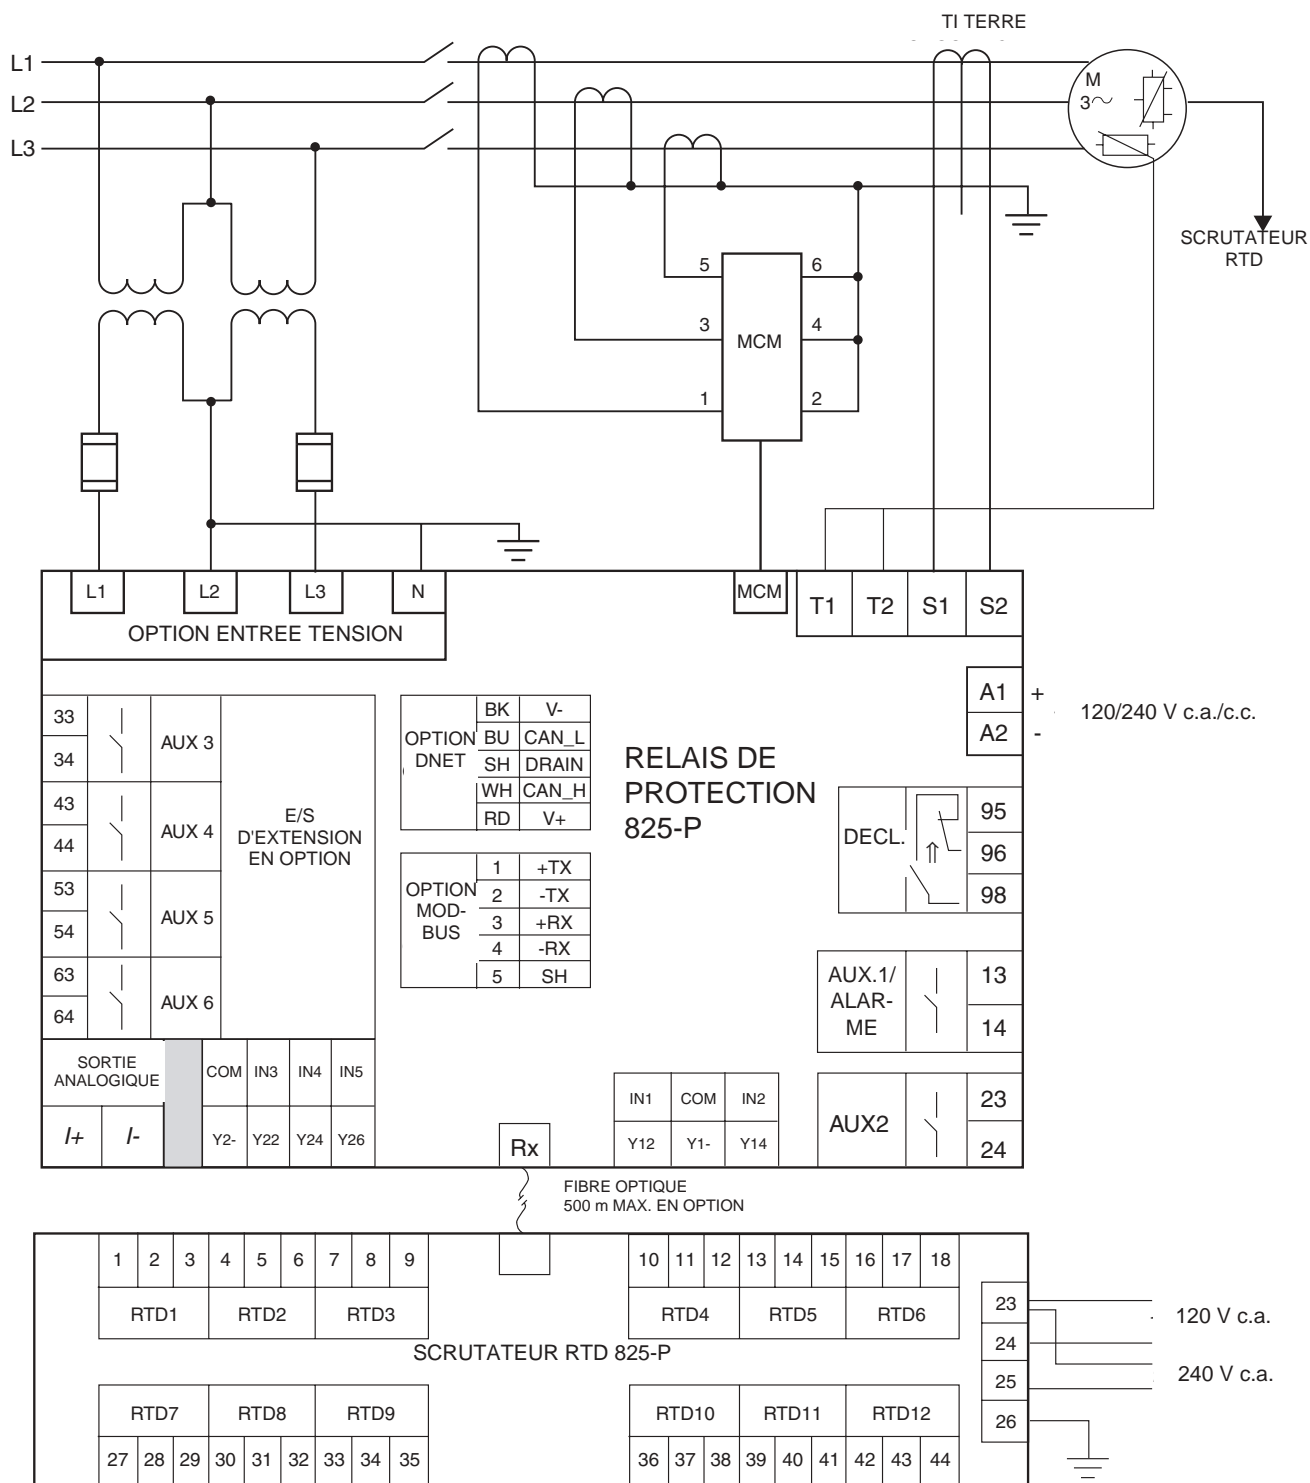 TI TERRE
L1
L2
L3
M
3
SCRUTATEUR
RTD
5
6
3
4
MCM
1
2
L1
L2
L3
N
MCM
T1
T2
S1
S2
OPTION ENTREE TENSION
A1
+
A2
-
120/240 V c.a./c.c.
33
34
AUX 3
43
44
AUX 4
53
54
AUX 5
63
64
AUX 6
E/S
D'EXTENSION
EN OPTION
OPTION
DNET
BK V-
BU CAN_L
SH DRAIN
WH CAN_H
RD V+
OPTION
MOD-
BUS
1 +TX
2 -TX
3 +RX
4 -RX
5 SH
RELAIS DE
PROTECTION
825-P
DECL.
95
96
98
AUX.1/
ALAR-
ME
13
14
AUX2
23
24
SORTIE
ANALOGIQUE
COM IN3 IN4 IN5
I+ I-
Y2- Y22 Y24 Y26
IN1 COM IN2
Y12 Y1- Y14
Rx
FIBRE OPTIQUE
500 m MAX. EN OPTION
1 2 3 4 5 6 7 8 9
RTD1 RTD2 RTD3
10 11 12 13 14 15 16 17 18
RTD4 RTD5 RTD6
SCRUTATEUR RTD 825-P
23
24
25
26
120 V c.a.
240 V c.a.
RTD7 RTD8 RTD9
27 28 29 30 31 32 33 34 35
RTD10 RTD11 RTD12
36 37 38 39 40 41 42 43 44